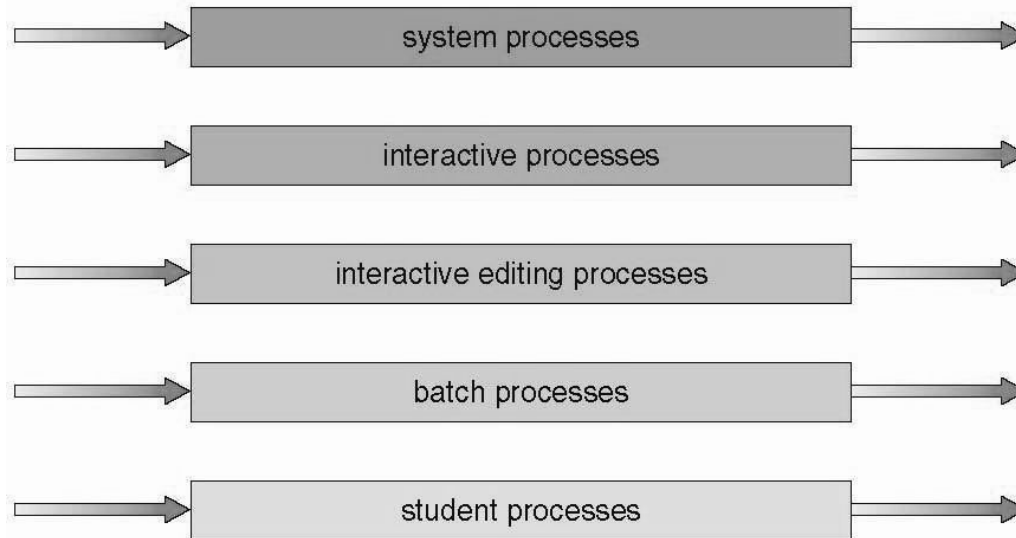 system processes
interactive processes
interactive editing processes
batch processes
student processes